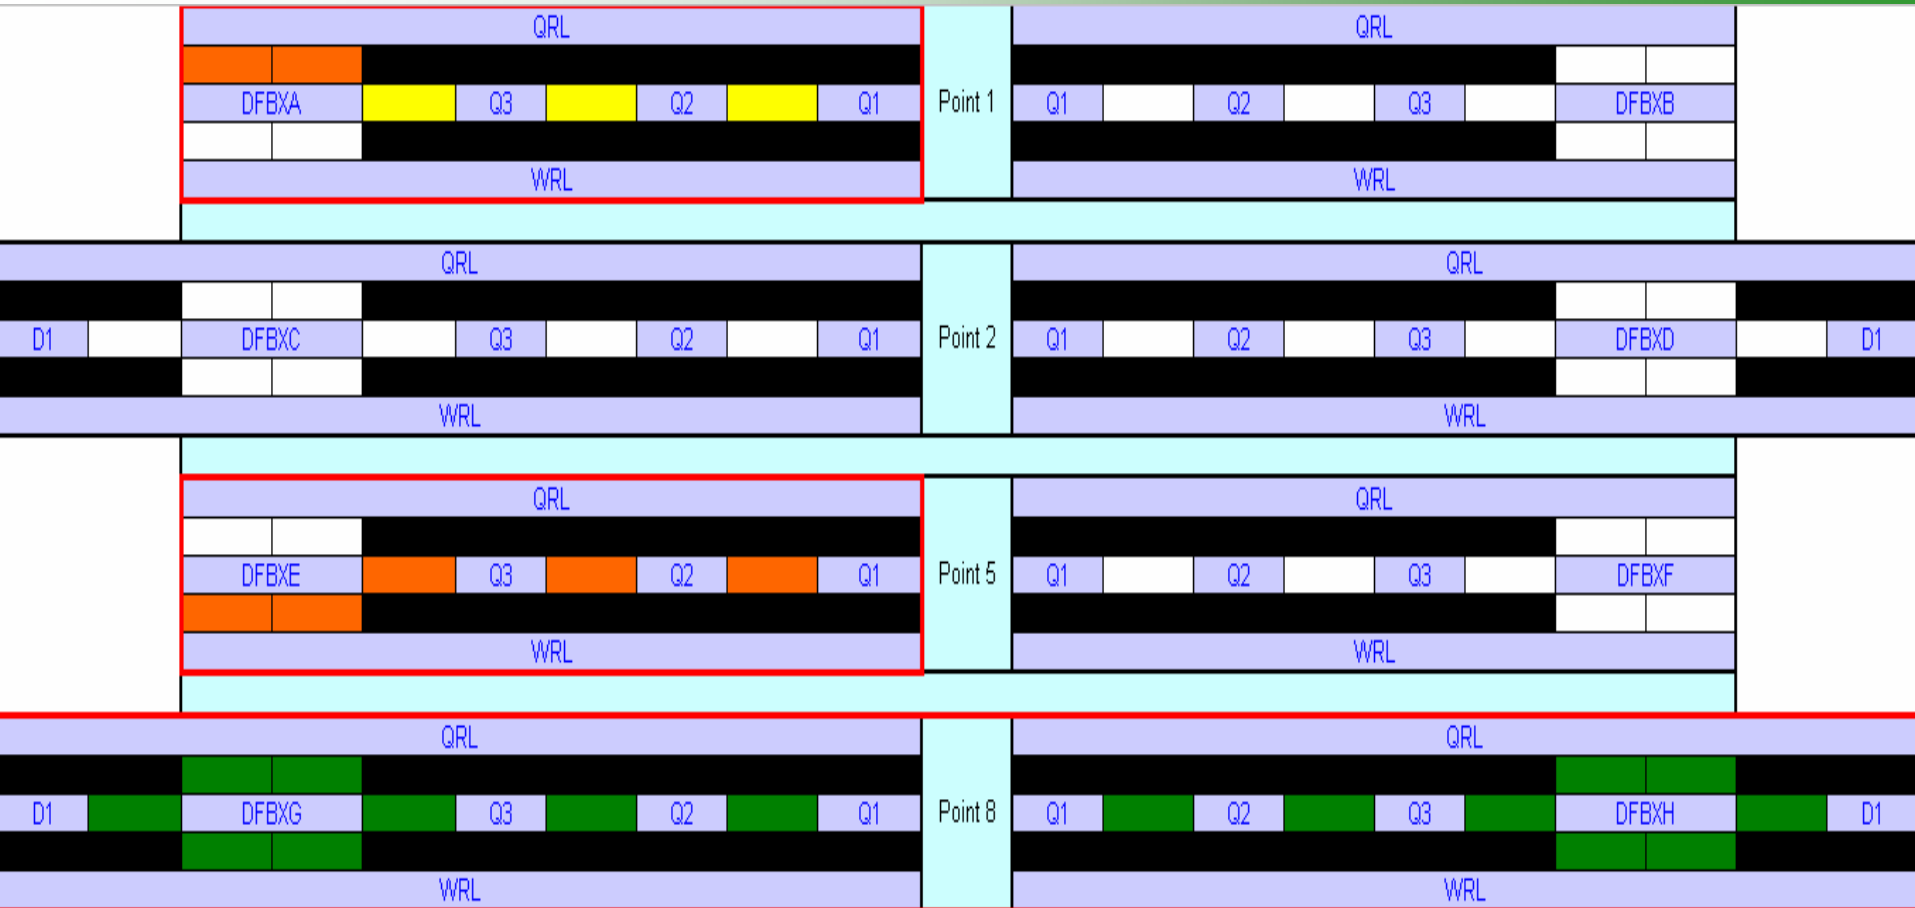 QRL QRL
DFBXA Q3 Q2 Q1 Point 1 Q1 Q2 Q3 DFBXB
WRL WRL
QRL QRL
D1 DFBXC Q3 Q2 Q1 Point 2 Q1 Q2 Q3 DFBXD D1
WRL WRL
QRL QRL
DFBXE Q3 Q2 Q1 Point 5 Q1 Q2 Q3 DFBXF
WRL WRL
QRL QRL
D1 DFBXG Q3 Q2 Q1 Point 8 Q1 Q2 Q3 DFBXH D1
WRL WRL